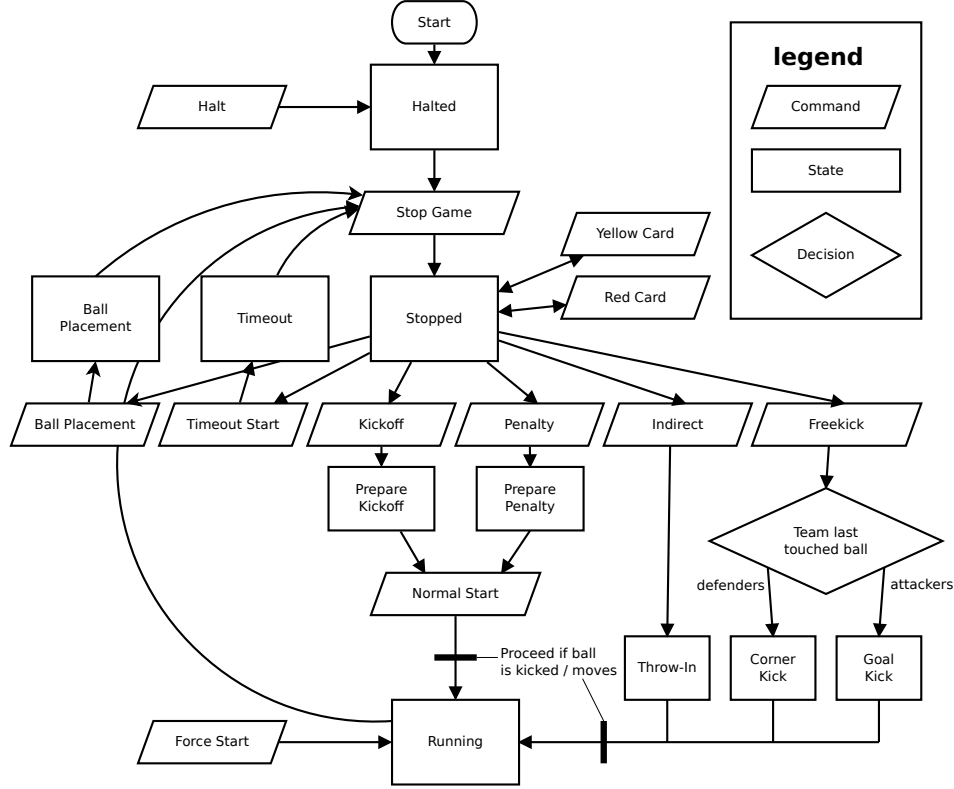 Start
legend
Halt
Halted
Command
State
Stop Game
Yellow Card
Decision
Red Card
Ball
Placement
Timeout
Stopped
Ball Placement
Timeout Start
Kickoff
Penalty
Indirect
Freekick
Prepare
Kickoff
Prepare
Penalty
Team last
touched ball
defenders
attackers
Normal Start
Proceed if ball
is kicked / moves
Throw-In
Corner
Kick
Goal
Kick
Force Start
Running